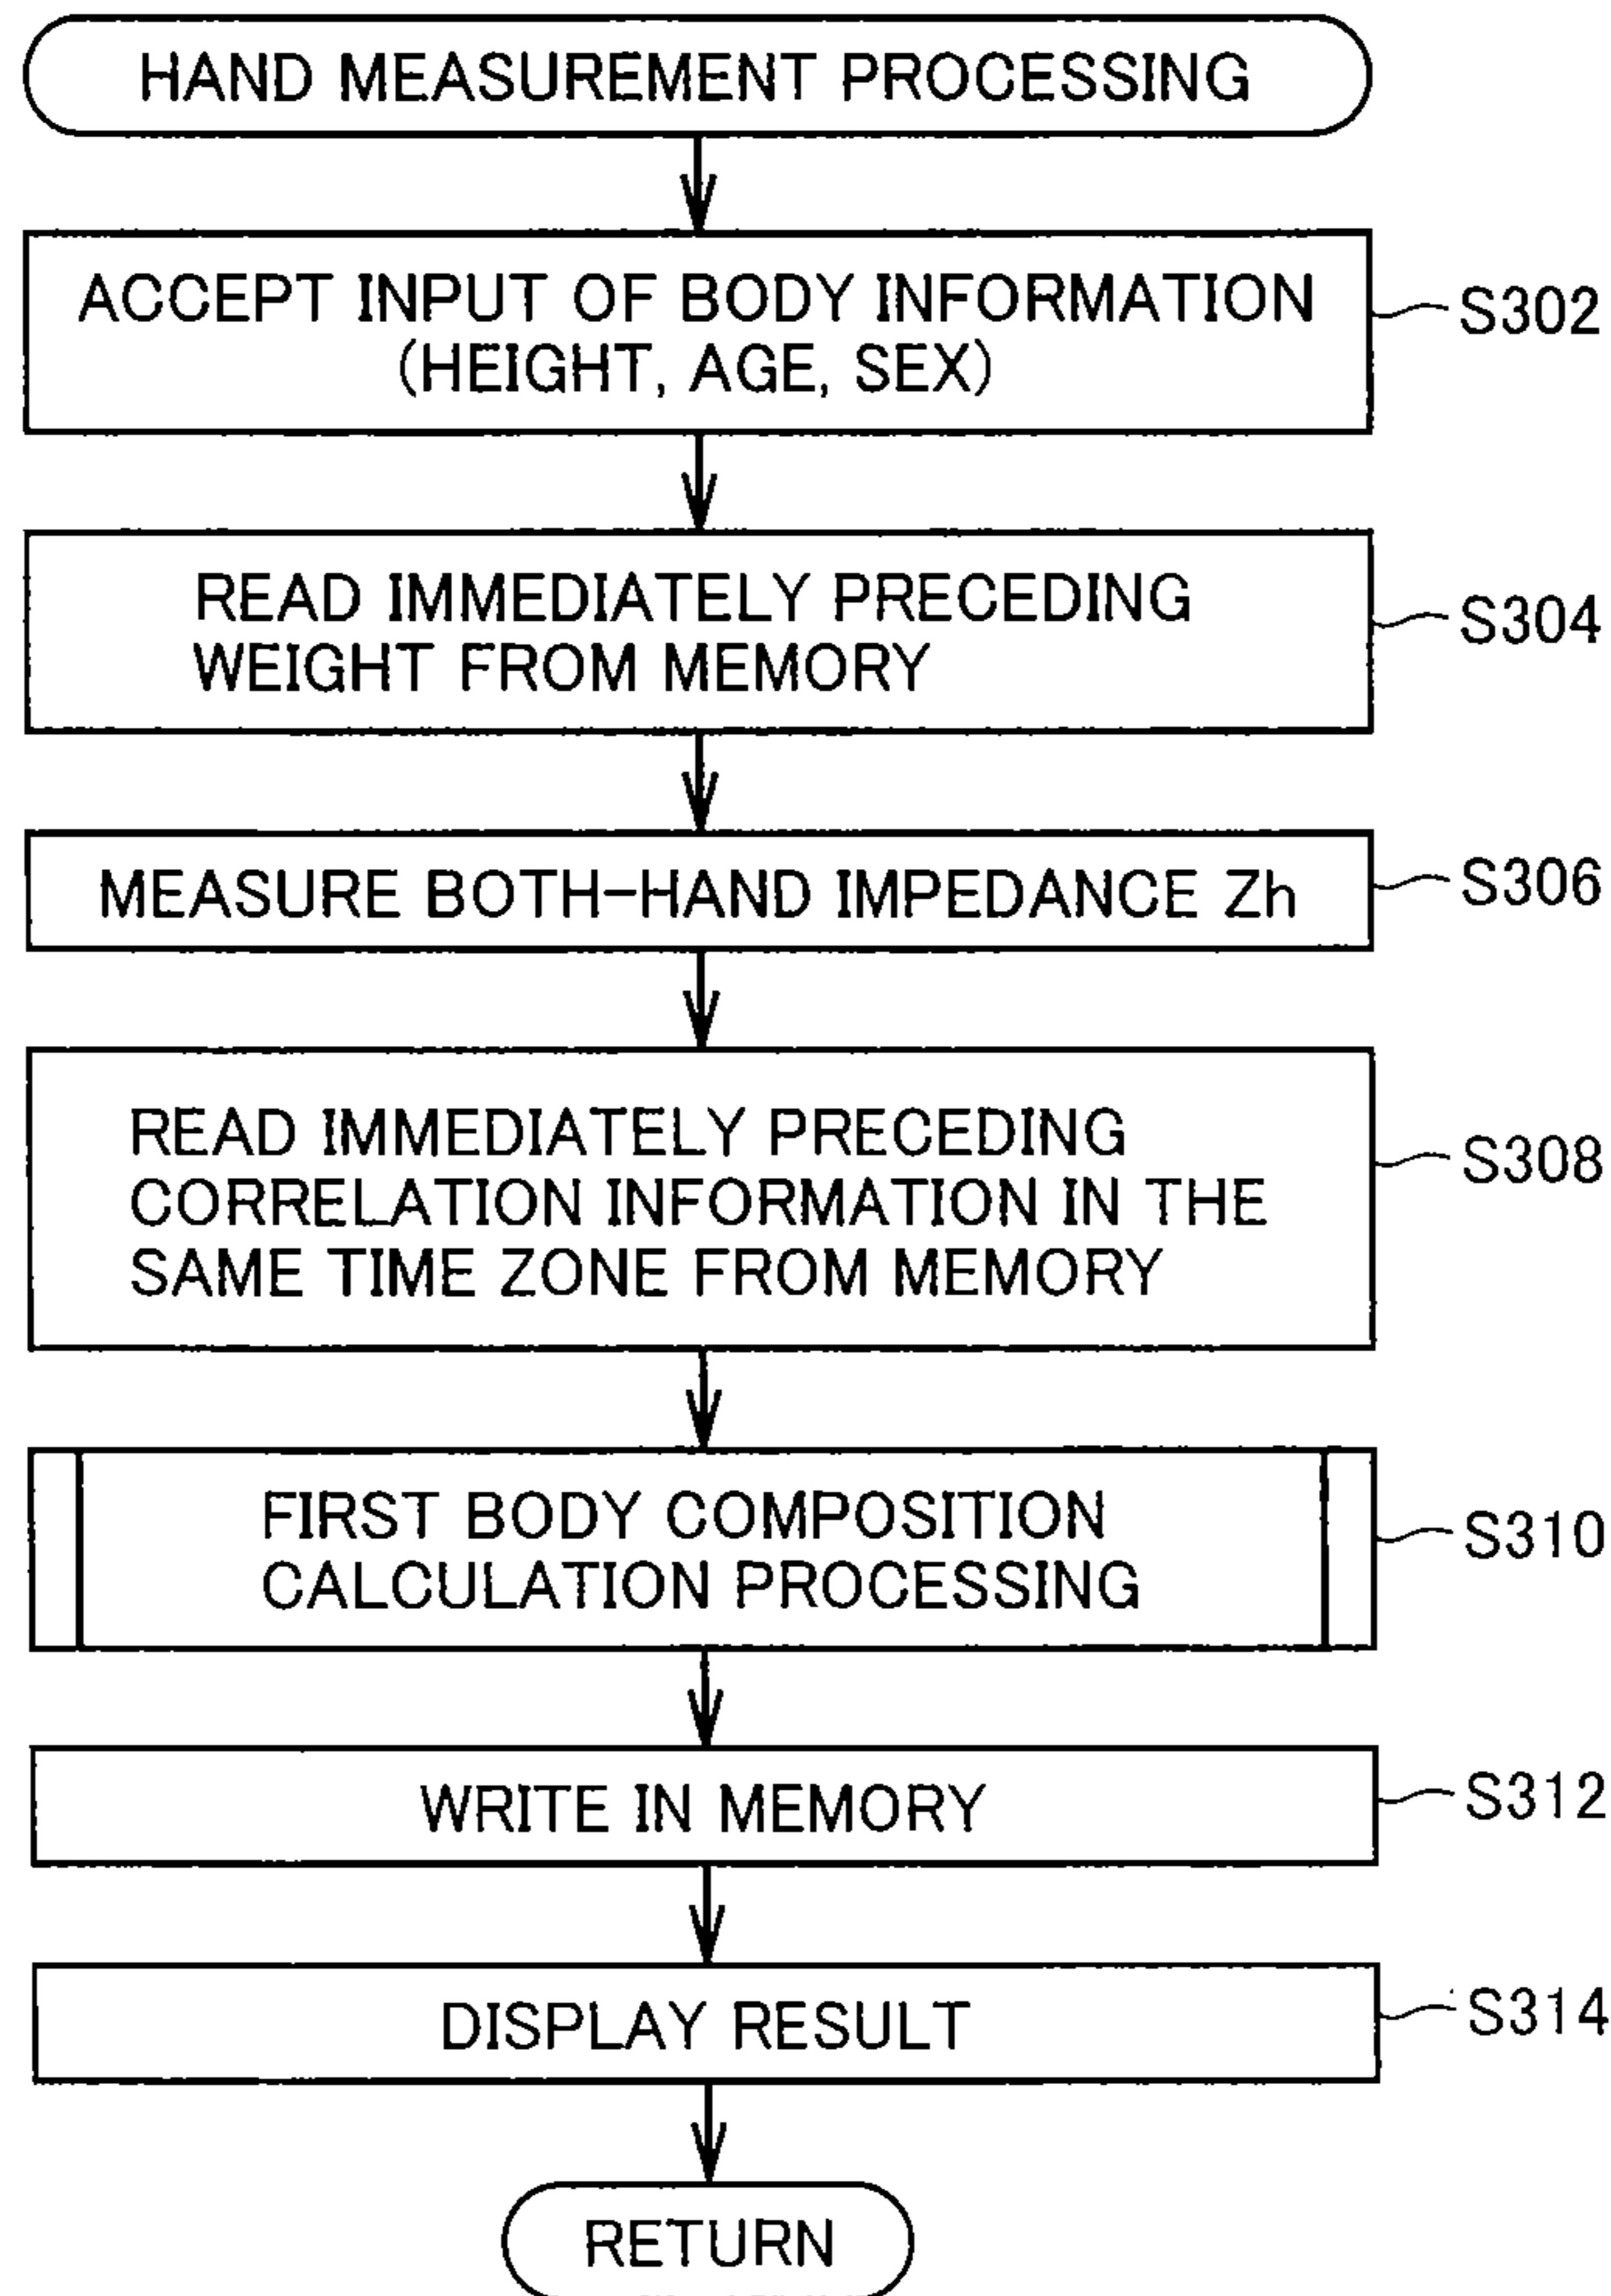 HAND MEASUREMENT PROCESSING
ACCEPT INPUT OF BODY INFORMATION
(HEIGHT, AGE, SEX)
S302
READ IMMEDIATELY PRECEDING
WEIGHT FROM MEMORY
S304
MEASURE BOTH-HAND IMPEDANCE Zh
S306
READ IMMEDIATELY PRECEDING
CORRELATION INFORMATION IN THE
SAME TIME ZONE FROM MEMORY
S308
FIRST BODY COMPOSITION
CALCULATION PROCESSING
S310
WRITE IN MEMORY
S312
DISPLAY RESULT
S314
RETURN